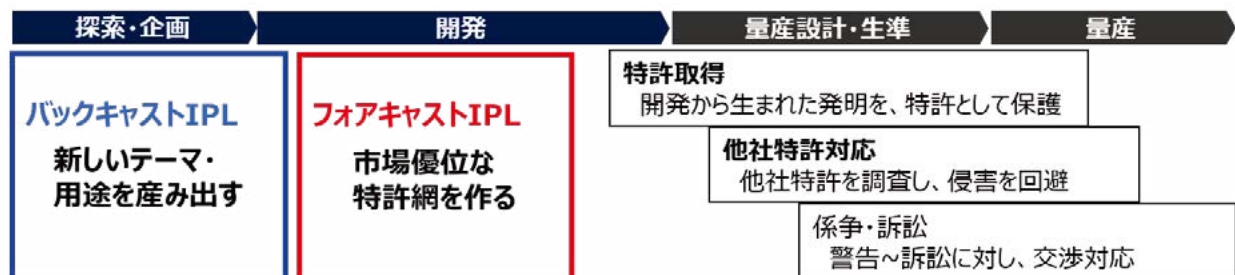 探索・企画
開発
量産設計・生準
量産
バックキャストIPL
新しいテーマ・
用途を産み出す
フォアキャストIPL
市場優位な
特許網を作る
特許取得
開発から生まれた発明を、特許として保護
他社特許対応
他社特許を調査し、侵害を回避
係争・訴訟
警告~訴訟に対し、交渉対応